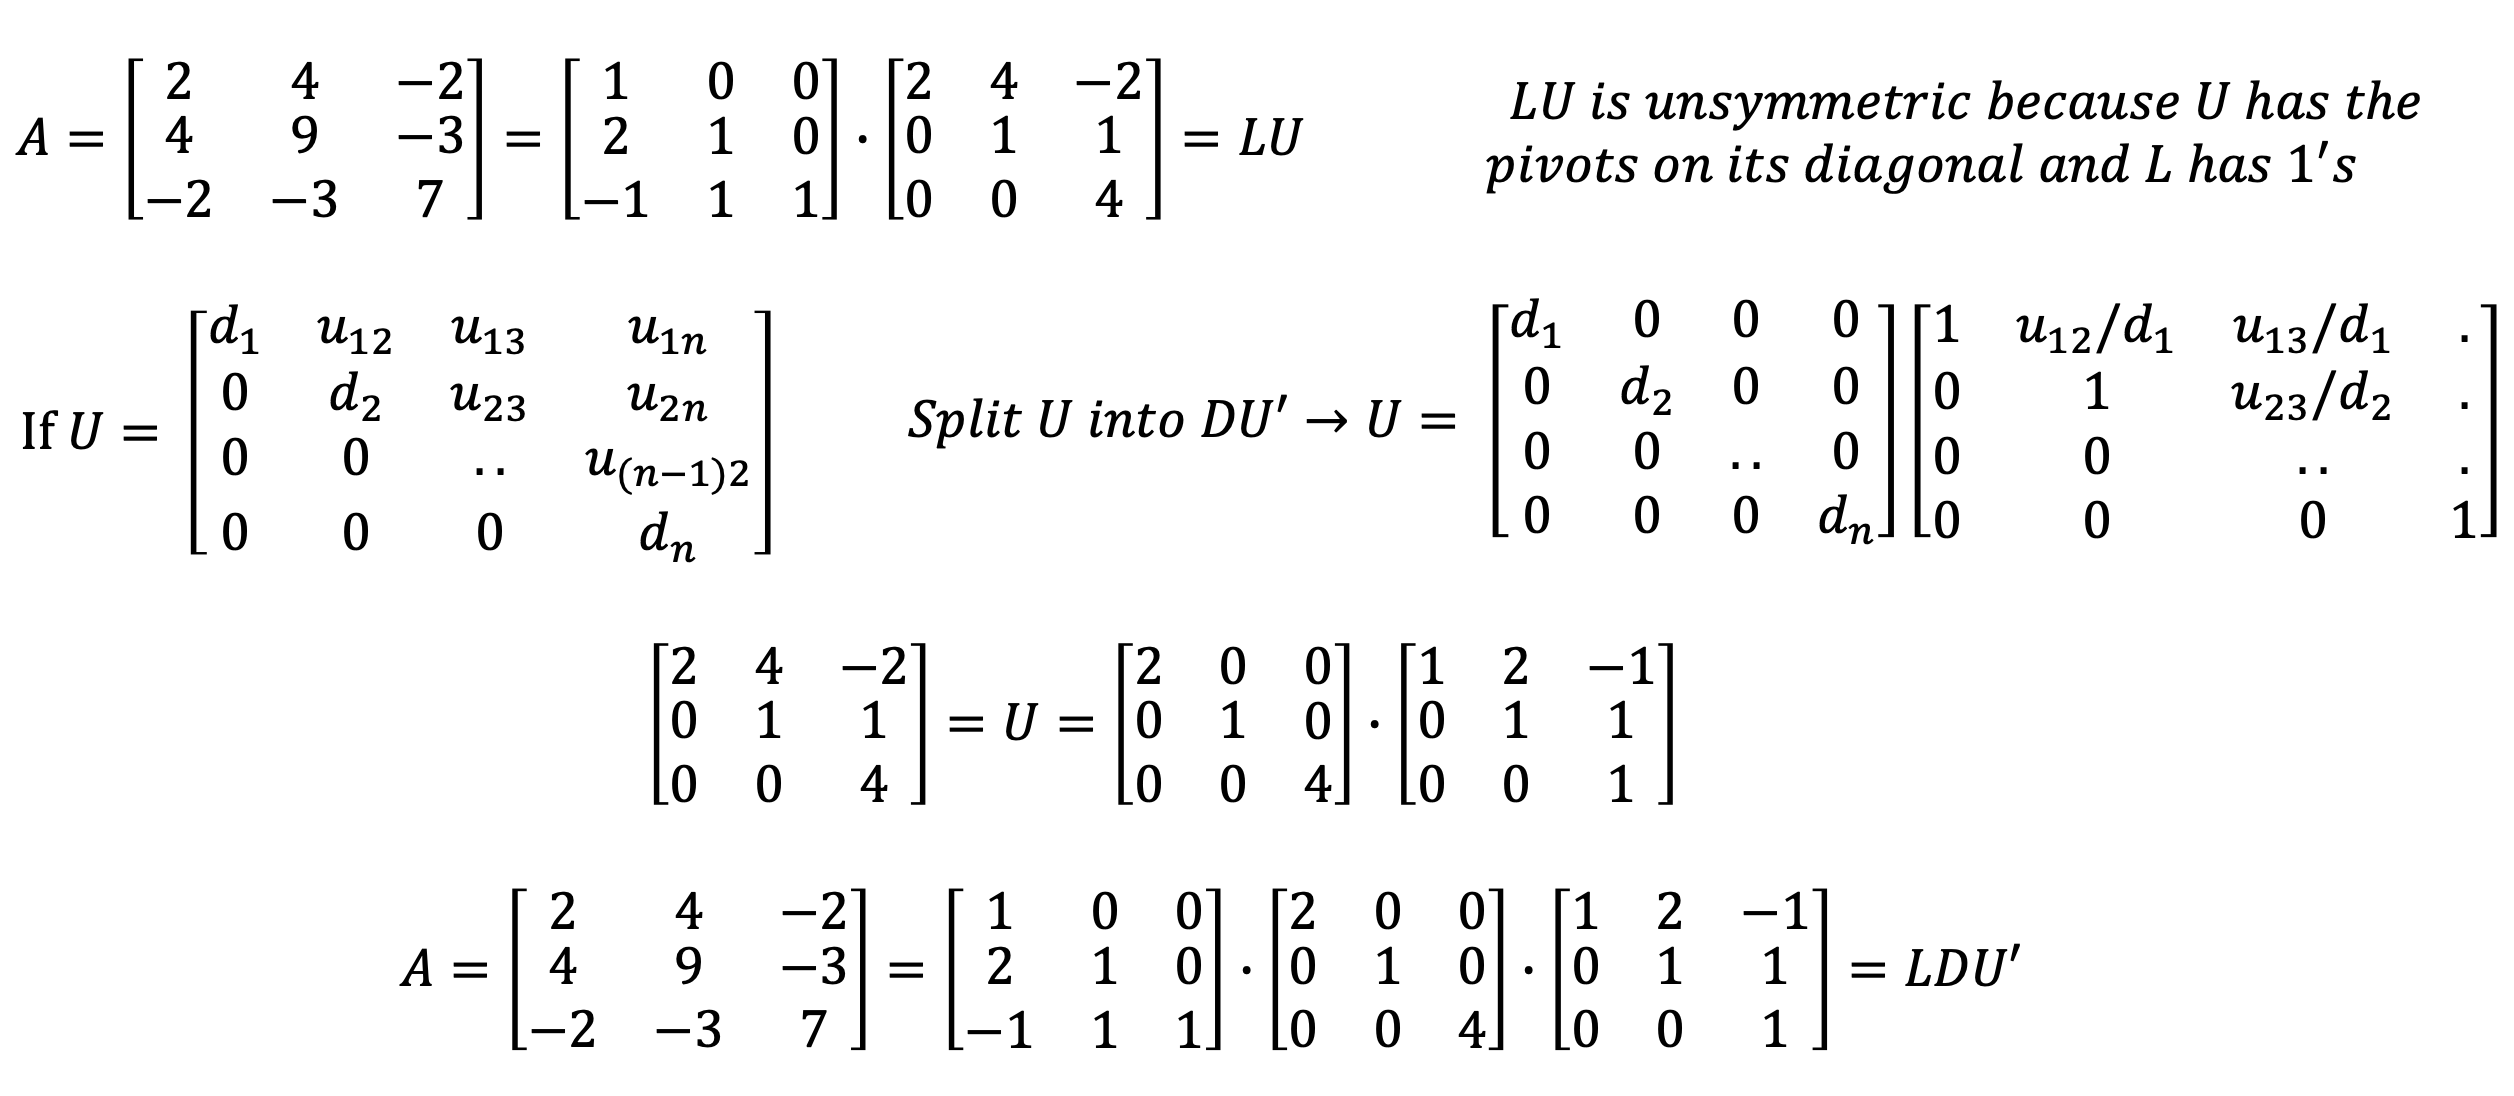 A = [2 4 −2; 4 9 −3; −2 −3 7] = [1 0 0; 2 1 0; −1 1 1] · [2 4 −2; 0 1 1; 0 0 4] = LU
LU is unsymmetric because U has the
pivots on its diagonal and L has 1′s
If U = [d₁ u₁₂ u₁₃ u₁ₙ; 0 d₂ u₂₃ u₂ₙ; 0 0 .. u₍ₙ₋₁₎₂; 0 0 0 dₙ]
Split U into DU′ → U = [d₁ 0 0 0; 0 d₂ 0 0; 0 0 .. 0; 0 0 0 dₙ] [1 u₁₂/d₁ u₁₃/d₁ .; 0 1 u₂₃/d₂ .; 0 0 .. .; 0 0 0 1]
[2 4 −2; 0 1 1; 0 0 4] = U = [2 0 0; 0 1 0; 0 0 4] · [1 2 −1; 0 1 1; 0 0 1]
A = [2 4 −2; 4 9 −3; −2 −3 7] = [1 0 0; 2 1 0; −1 1 1] · [2 0 0; 0 1 0; 0 0 4] · [1 2 −1; 0 1 1; 0 0 1] = LDU′